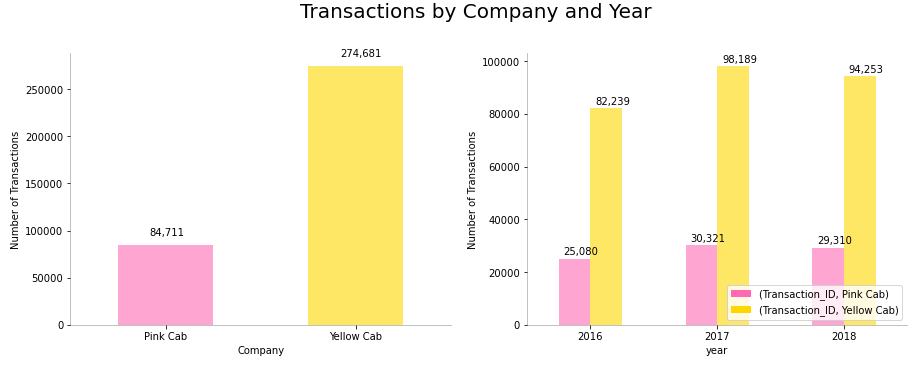 Transactions by Company and Year
Number of Transactions
250000
200000
150000
100000
50000
0
84,711
274,681
Pink Cab
Yellow Cab
Company
Number of Transactions
100000
80000
60000
40000
20000
0
25,080
82,239
30,321
98,189
29,310
94,253
(Transaction_ID, Pink Cab)
(Transaction_ID, Yellow Cab)
2016
2017
2018
year